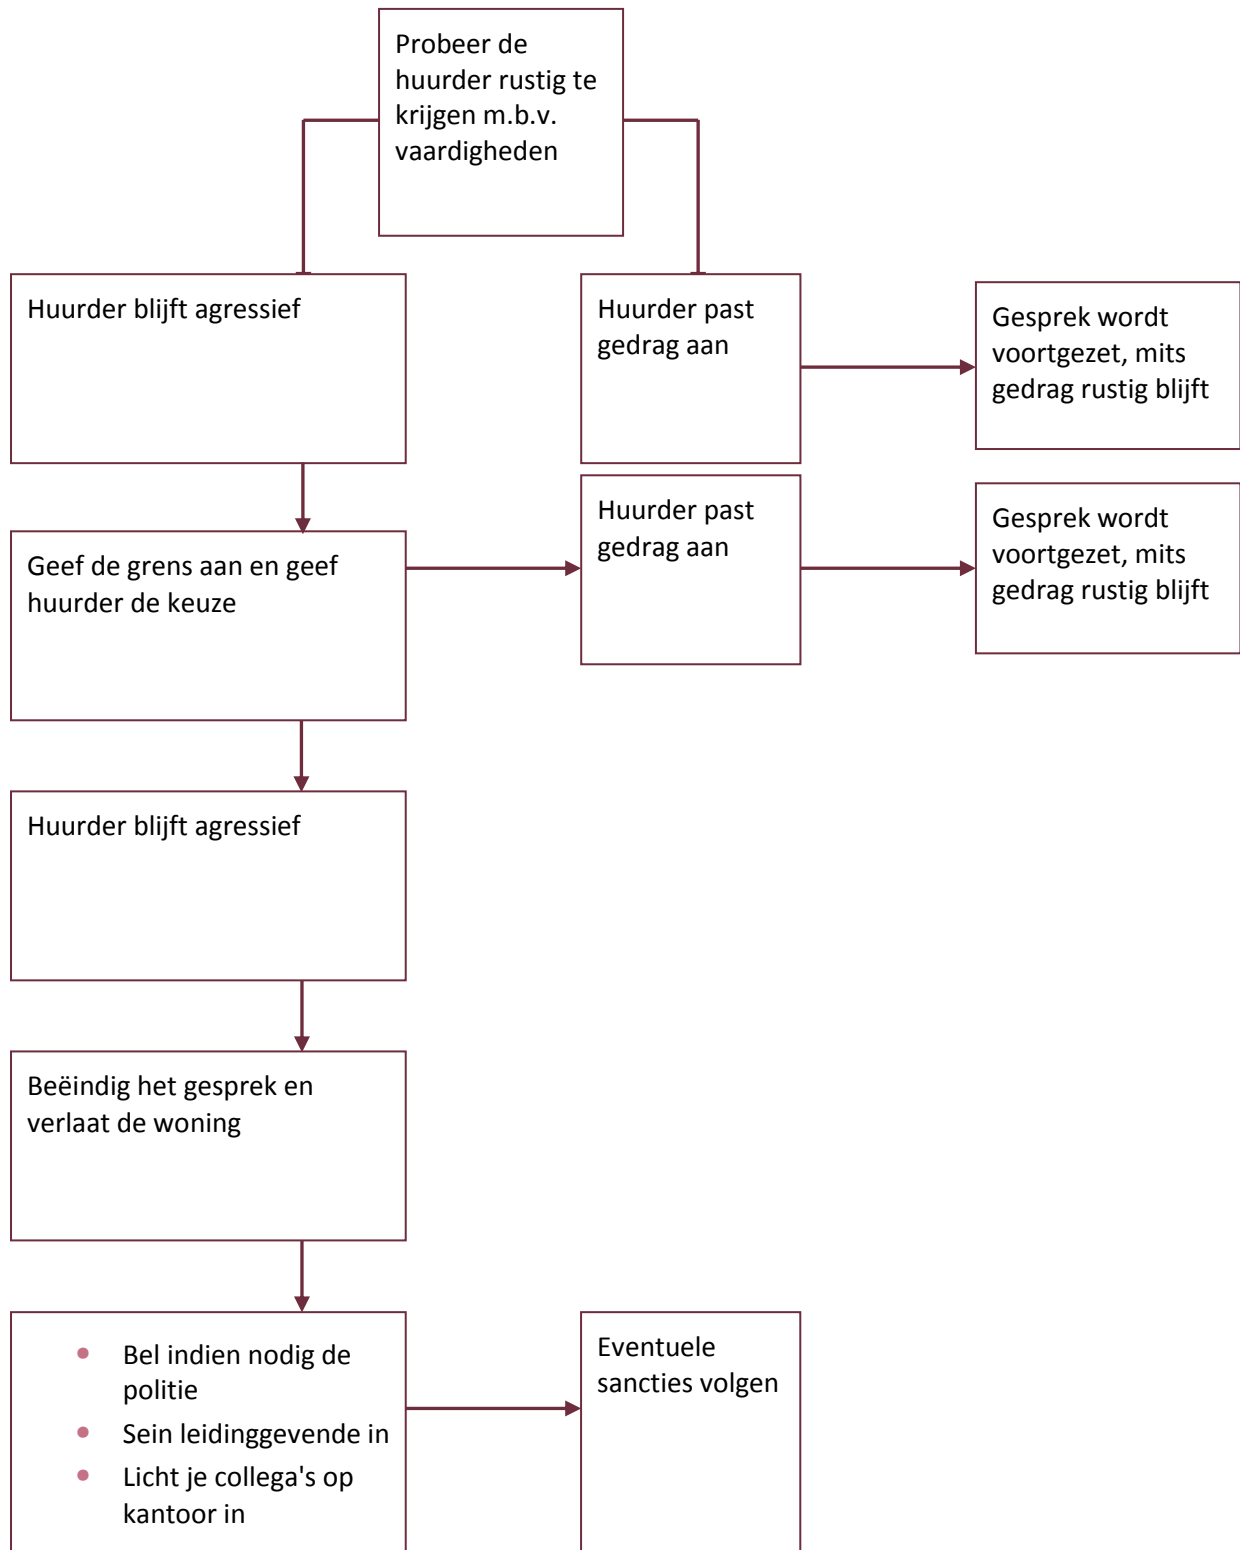 Probeer de
huurder rustig te
krijgen m.b.v.
vaardigheden
Huurder blijft agressief
Huurder past
gedrag aan
Gesprek wordt
voortgezet, mits
gedrag rustig blijft
Geef de grens aan en geef
huurder de keuze
Huurder past
gedrag aan
Gesprek wordt
voortgezet, mits
gedrag rustig blijft
Huurder blijft agressief
Beëindig het gesprek en
verlaat de woning
• Bel indien nodig de
politie
• Sein leidinggevende in
• Licht je collega's op
kantoor in
Eventuele
sancties volgen